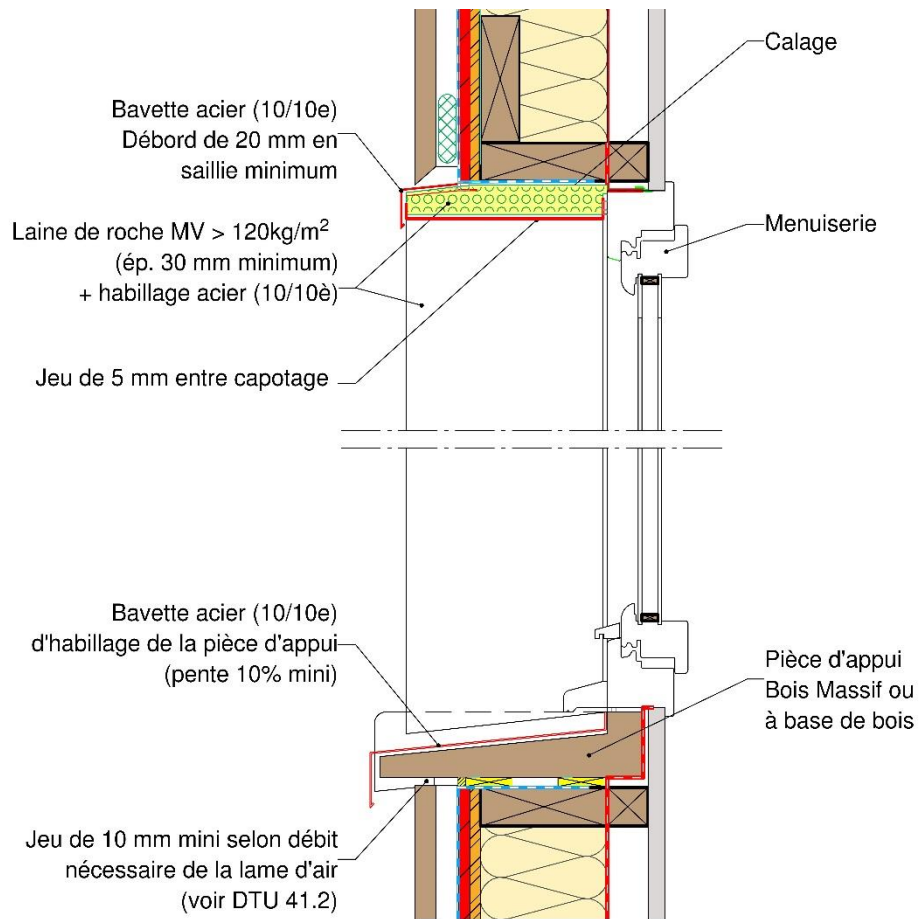 Calage
Bavette acier (10/10e)
Débord de 20 mm en
saillie minimum
Menuiserie
Laine de roche MV > 120kg/m²
(ép. 30 mm minimum)
+ habillage acier (10/10è)
Jeu de 5 mm entre capotage
Bavette acier (10/10e)
d'habillage de la pièce d'appui
(pente 10% mini)
Pièce d'appui
Bois Massif ou
à base de bois
Jeu de 10 mm mini selon débit
nécessaire de la lame d'air
(voir DTU 41.2)